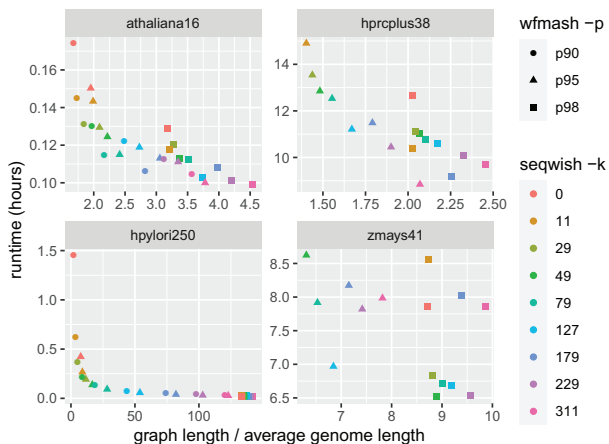 athaliana16
hprcplus38
0.16
0.14
0.12
0.10
2.0 2.5 3.0 3.5 4.0 4.5
14
12
10
1.50 1.75 2.00 2.25 2.50
hpylori250
zmays41
1.5
1.0
0.5
0.0
0 50 100
8.5
8.0
7.5
7.0
6.5
7 8 9 10
runtime (hours)
graph length / average genome length
wfmash -p
p90
p95
p98
seqwish -k
0
11
29
49
79
127
179
229
311